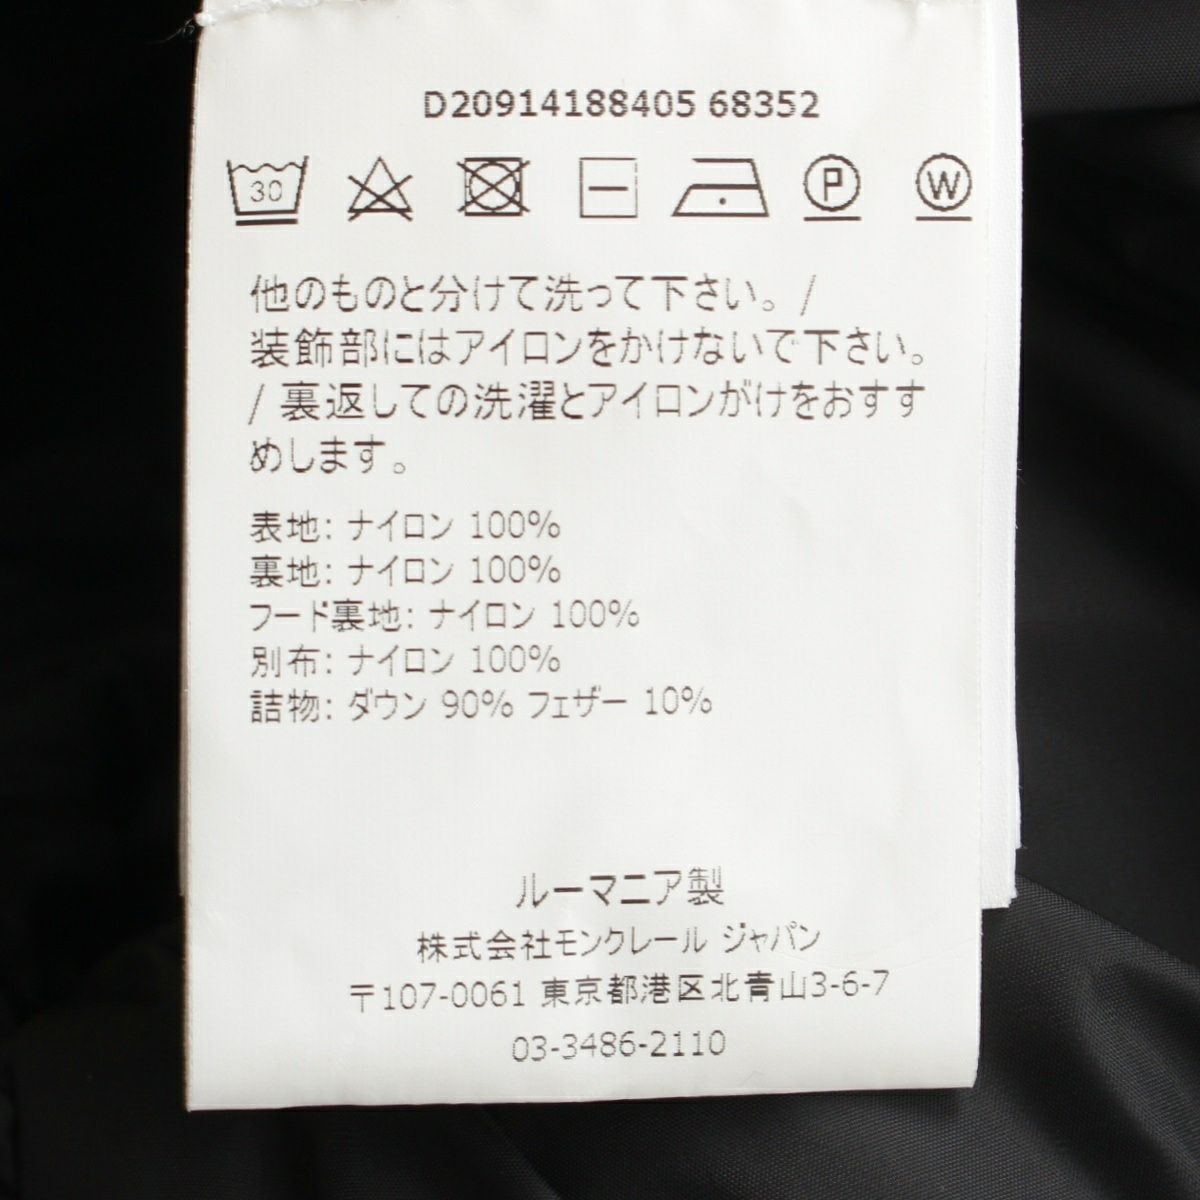 D20914188405 68352
30 P W
他のものと分けて洗って下さい。/
装飾部にはアイロンをかけないで下さい。
/ 裏返しての洗濯とアイロンがけをおすす
めします。
表地: ナイロン 100%
裏地: ナイロン 100%
フード裏地: ナイロン 100%
別布: ナイロン 100%
詰物: ダウン 90% フェザー 10%
ルーマニア製
株式会社モンクレール ジャパン
〒107-0061 東京都港区北青山3-6-7
03-3486-2110